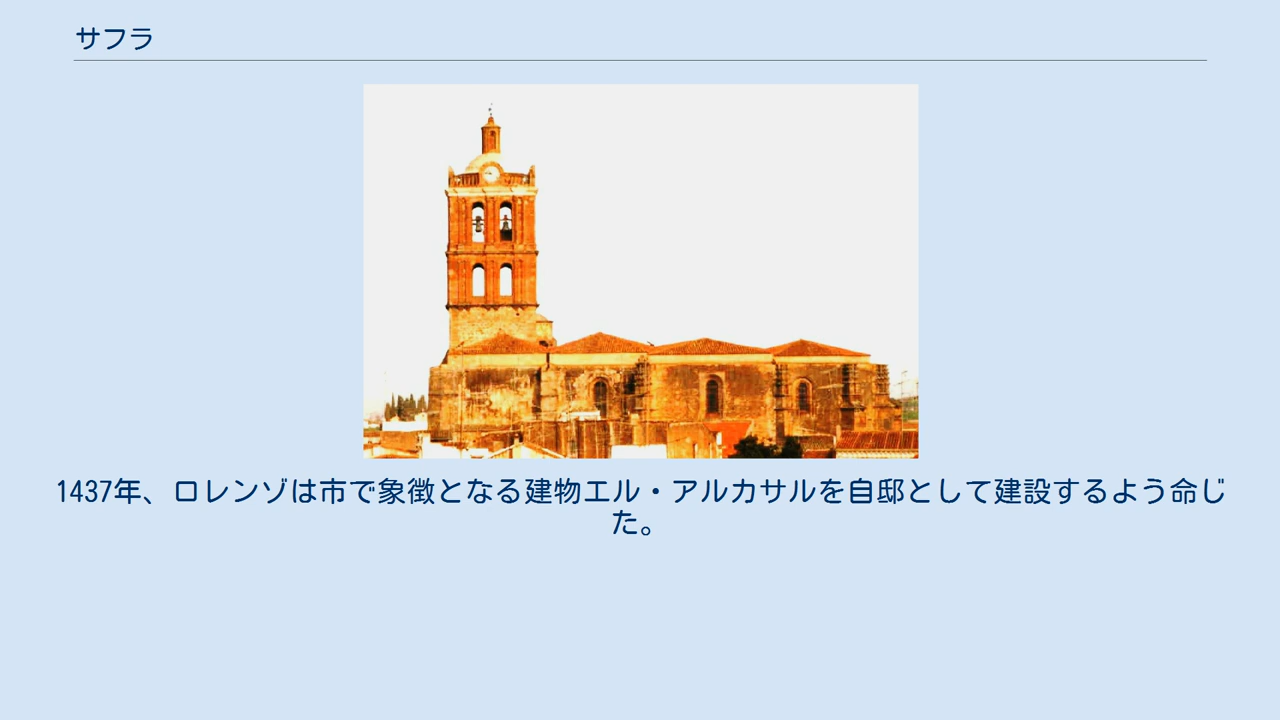 サフラ
1437年、ロレンゾは市で象徴となる建物エル・アルカサルを自邸として建設するよう命じ
た。